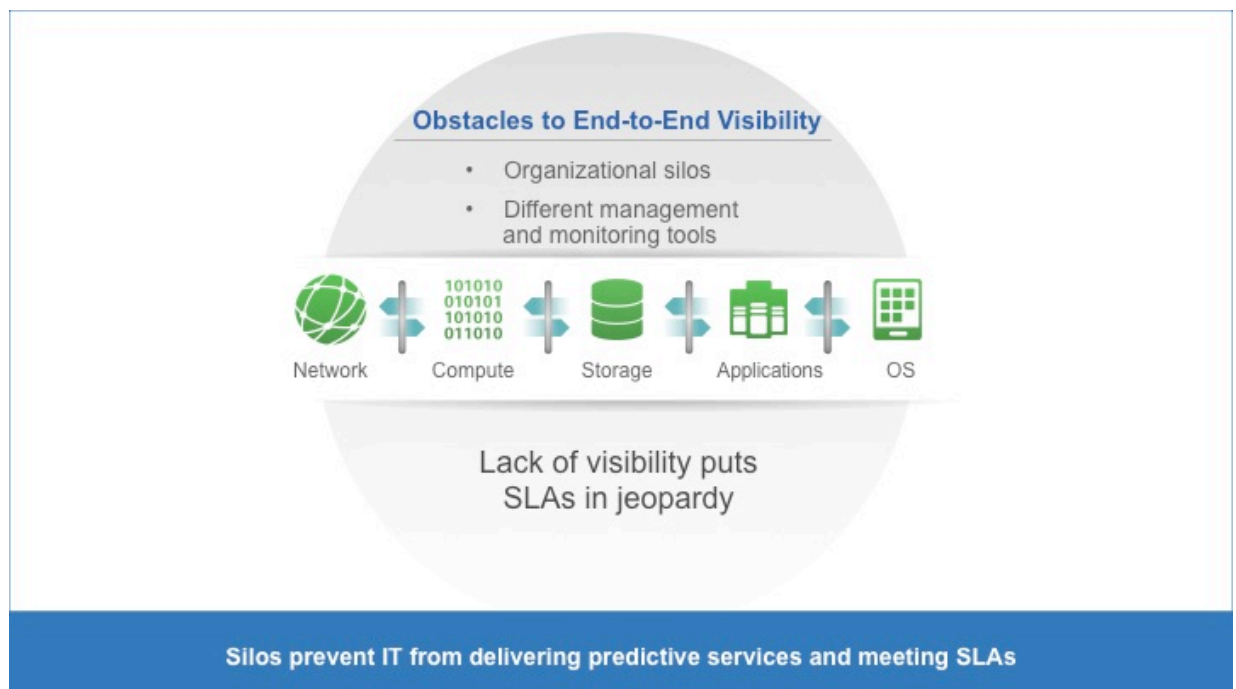 Obstacles to End-to-End Visibility
• Organizational silos
• Different management
and monitoring tools
101010
010101
101010
011010
Network Compute Storage Applications OS
Lack of visibility puts
SLAs in jeopardy
Silos prevent IT from delivering predictive services and meeting SLAs